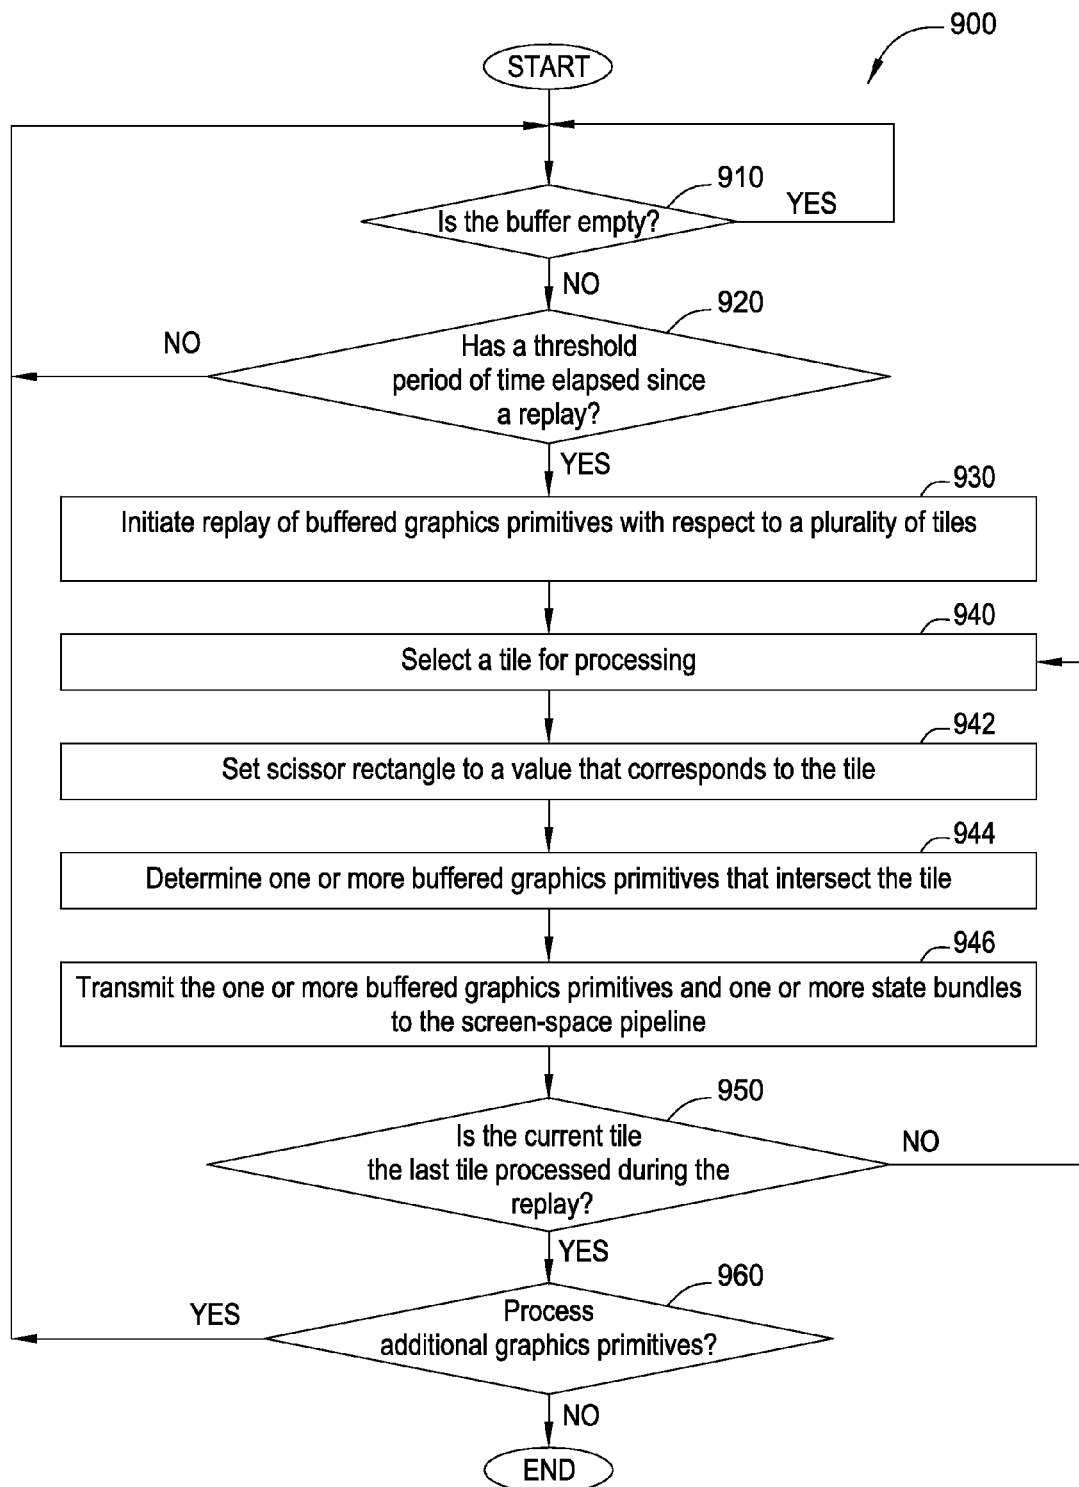 900
START
910
Is the buffer empty?
YES
NO
920
NO
Has a threshold
period of time elapsed since
a replay?
YES
930
Initiate replay of buffered graphics primitives with respect to a plurality of tiles
940
Select a tile for processing
942
Set scissor rectangle to a value that corresponds to the tile
944
Determine one or more buffered graphics primitives that intersect the tile
946
Transmit the one or more buffered graphics primitives and one or more state bundles
to the screen-space pipeline
950
Is the current tile
the last tile processed during the
replay?
NO
YES
960
YES
Process
additional graphics primitives?
NO
END